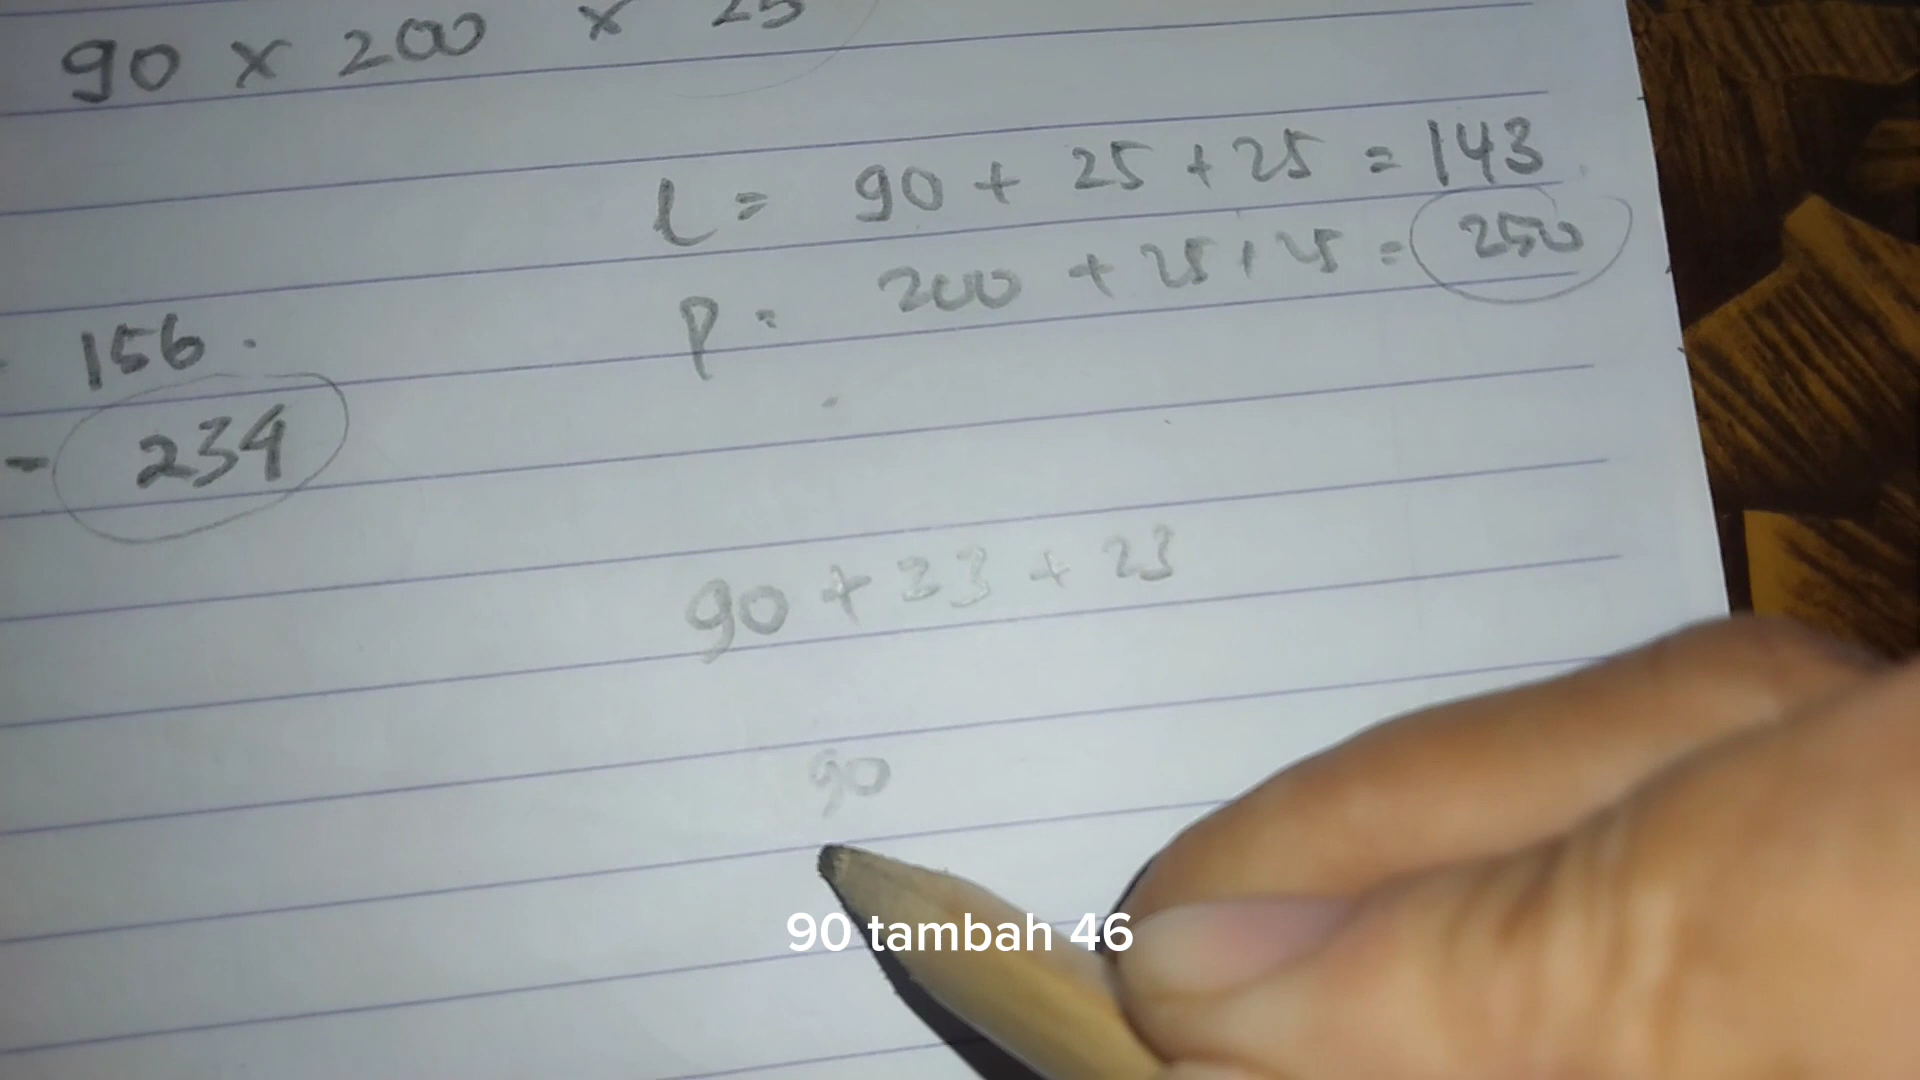 90 x 200 x 25
l = 90 + 25 + 25 = 143
p = 200 + 25 + 25 = 250
156.
- 234
90 + 23 + 23
90
90 tambah 46